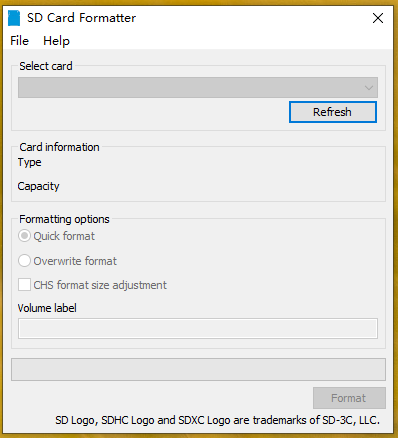 SD Card Formatter
File Help
Select card
Refresh
Card information
Type
Capacity
Formatting options
Quick format
Overwrite format
CHS format size adjustment
Volume label
Format
SD Logo, SDHC Logo and SDXC Logo are trademarks of SD-3C, LLC.